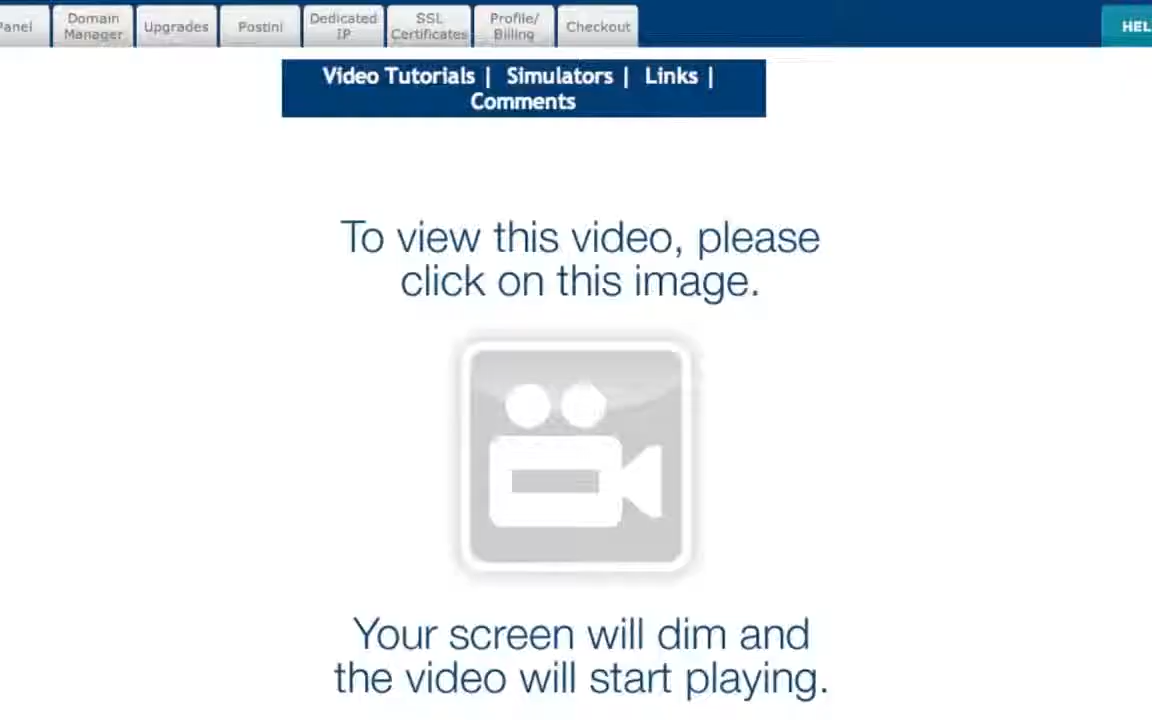 Panel
Domain
Manager
Upgrades
Postini
Dedicated
IP
SSL
Certificates
Profile/
Billing
Checkout
HEL
Video Tutorials | Simulators | Links |
Comments
To view this video, please
click on this image.
Your screen will dim and
the video will start playing.